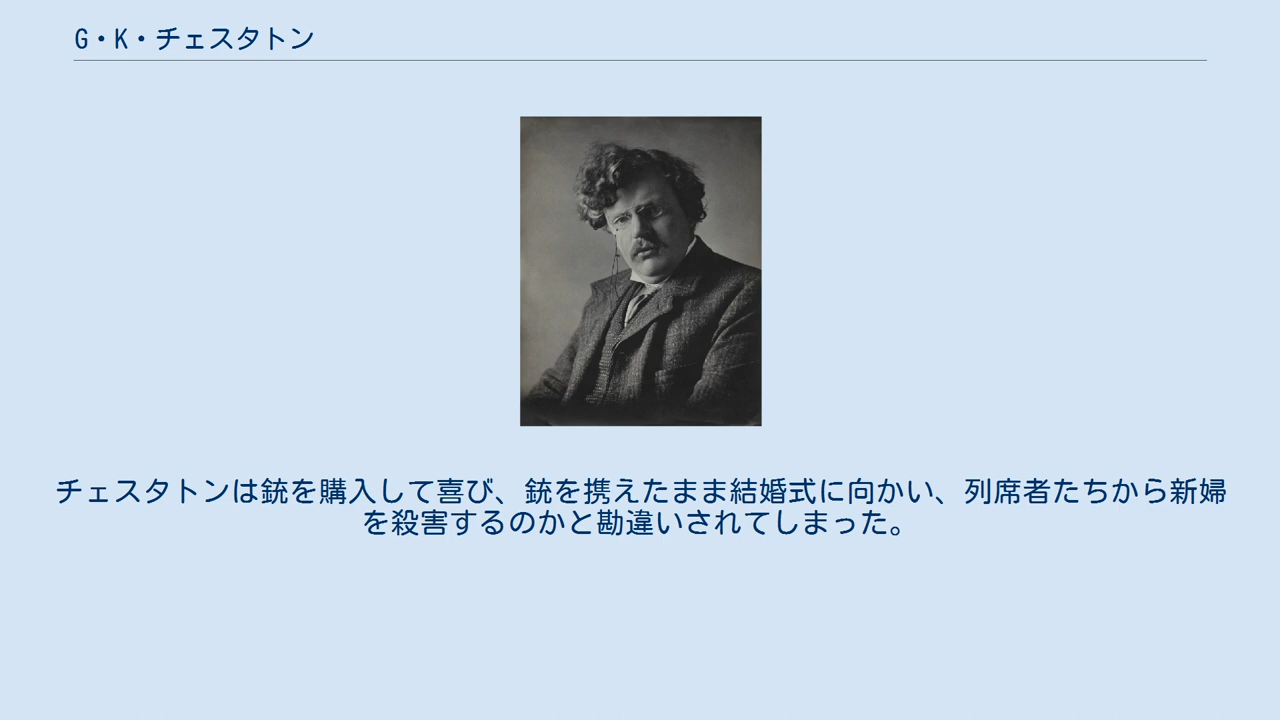 G・K・チェスタトン
チェスタトンは銃を購入して喜び、銃を携えたまま結婚式に向かい、列席者たちから新婦
を殺害するのかと勘違いされてしまった。